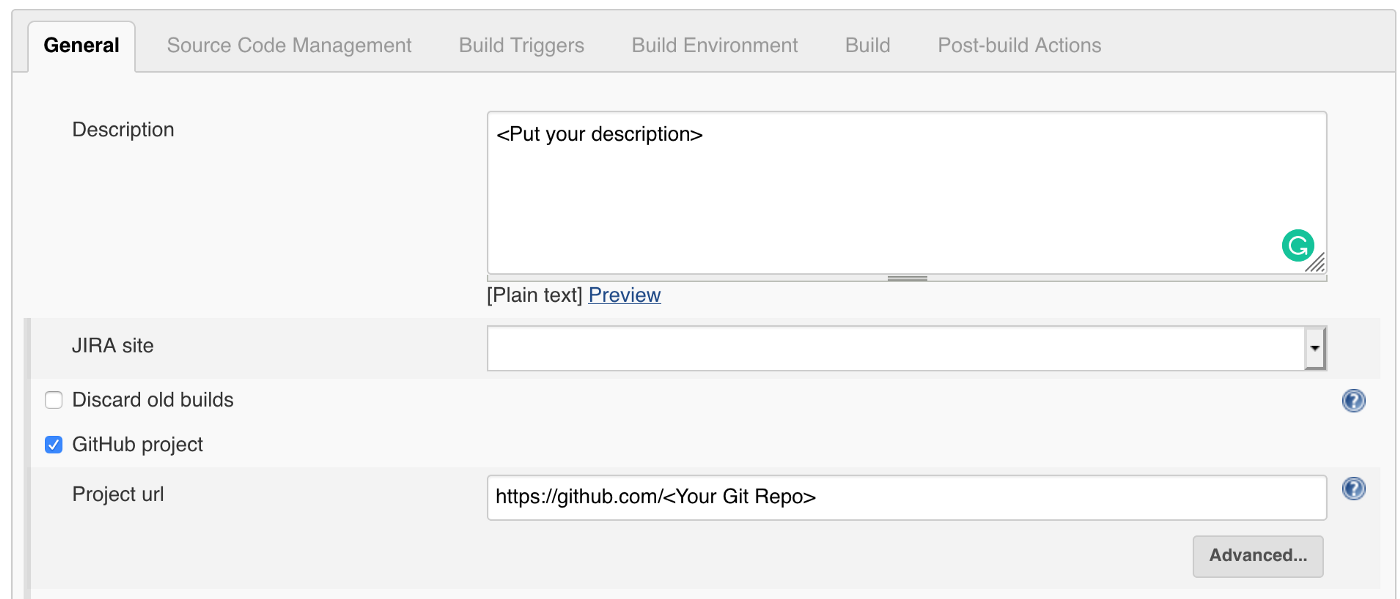 General Source Code Management Build Triggers Build Environment Build Post-build Actions
Description
<Put your description>
[Plain text] Preview
JIRA site
Discard old builds
GitHub project
Project url
https://github.com/<Your Git Repo>
Advanced...